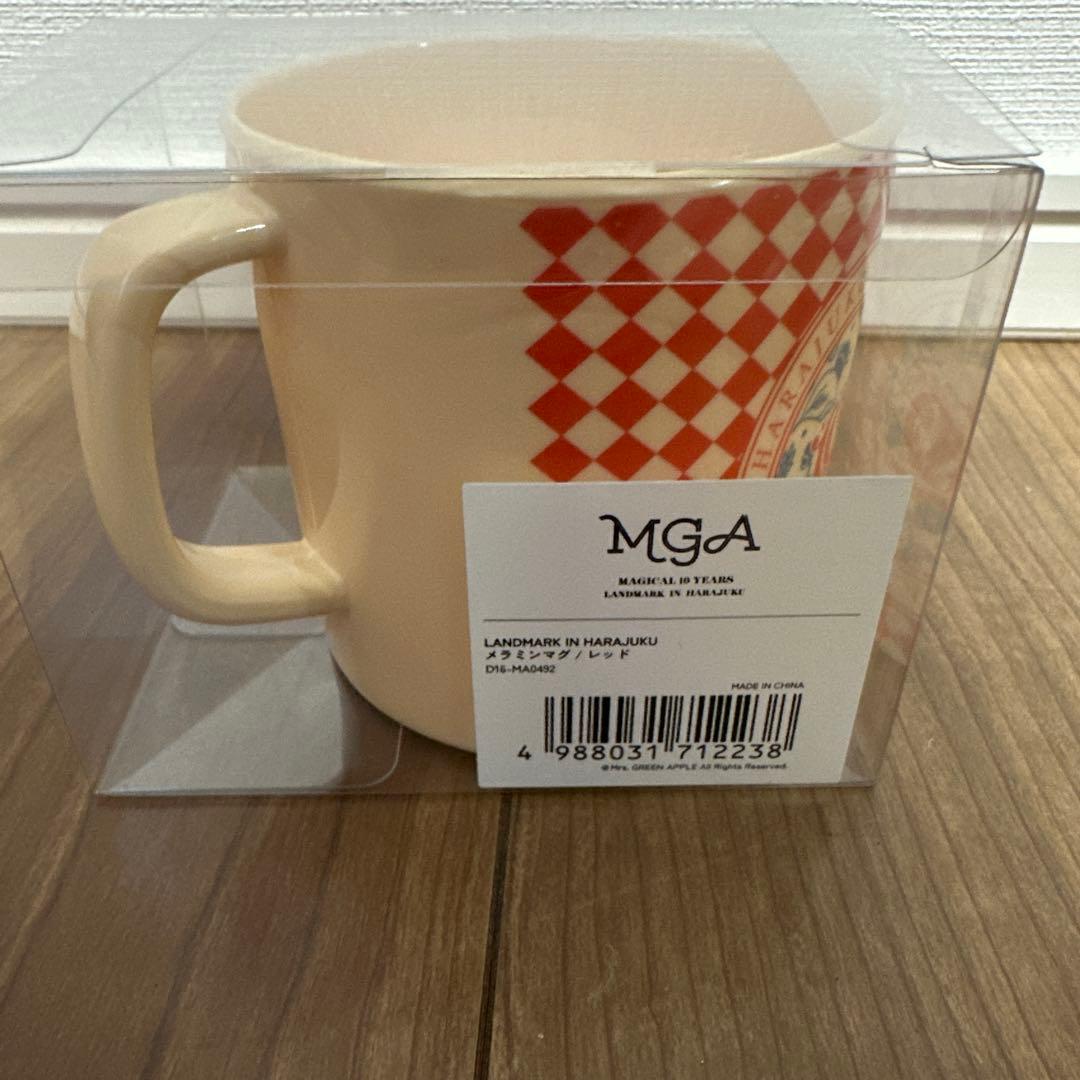 HARAJUKU
MGA
MAGICAL 10 YEARS
LANDMARK IN HARAJUKU
LANDMARK IN HARAJUKU
メラミンマグ / レッド
D16-MA0492
MADE IN CHINA
4 988031 712238
©Mrs. GREEN APPLE All Rights Reserved.